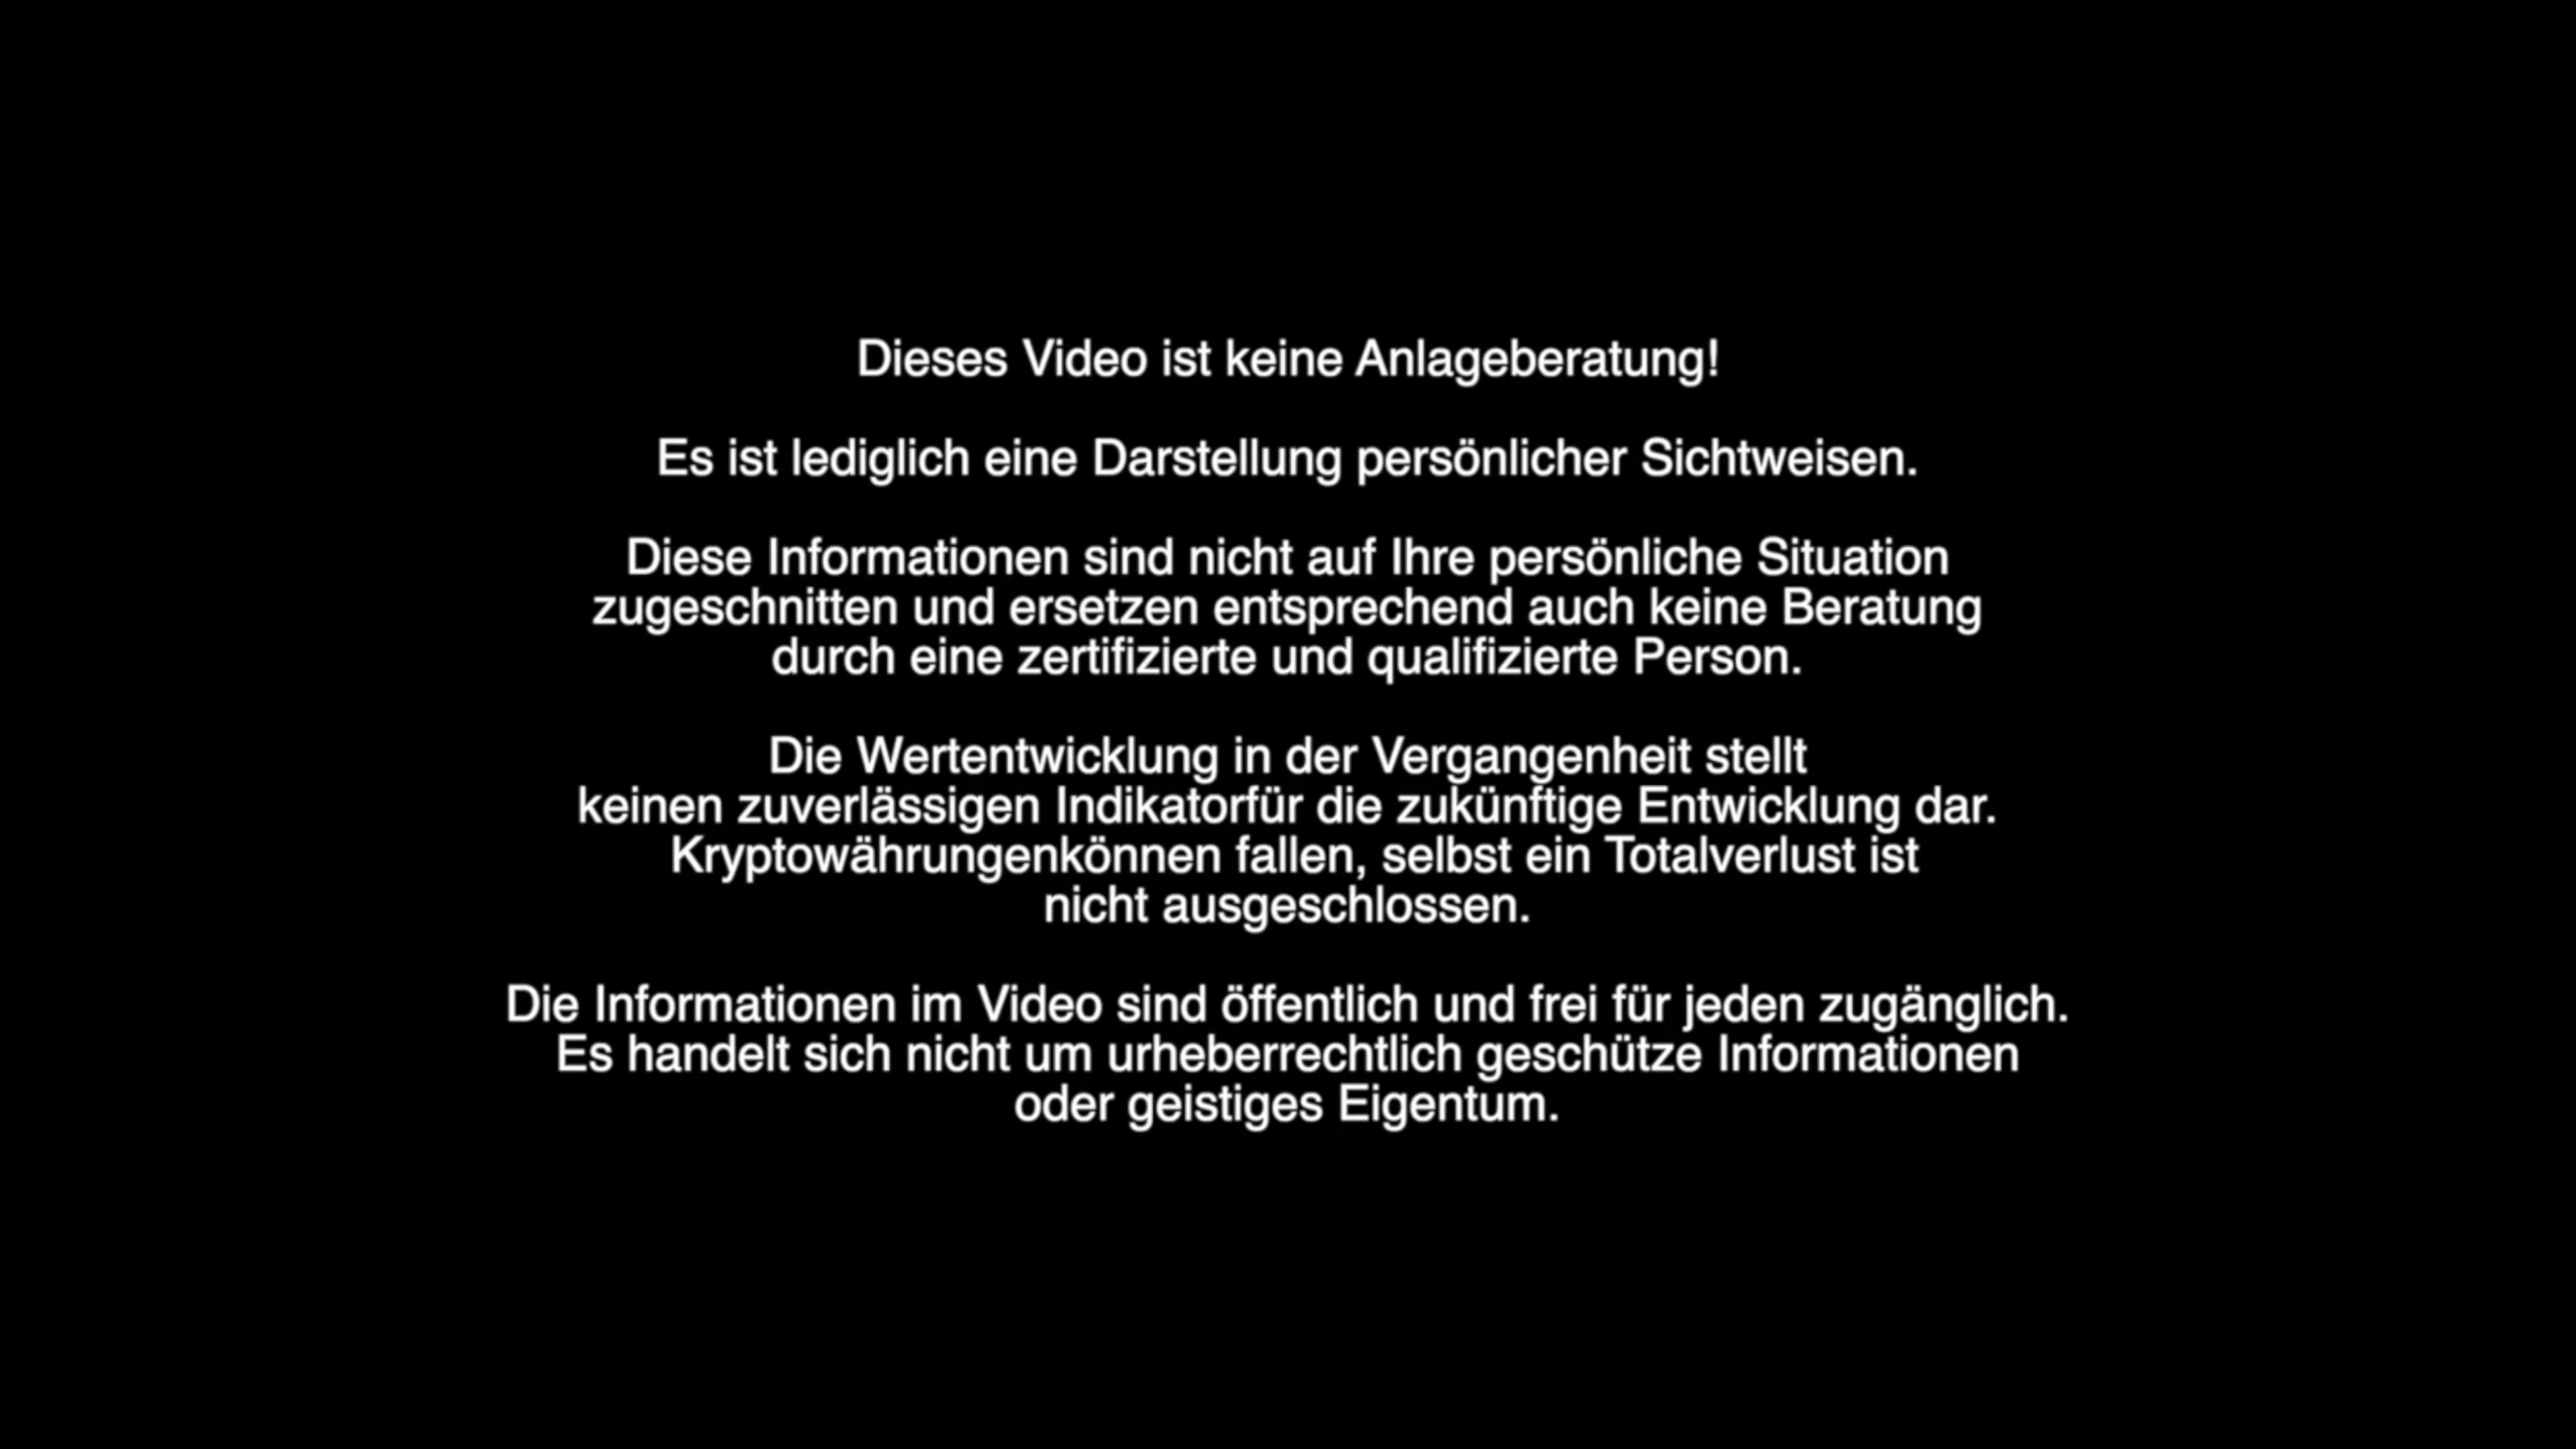 Dieses Video ist keine Anlageberatung!
Es ist lediglich eine Darstellung persönlicher Sichtweisen.
Diese Informationen sind nicht auf Ihre persönliche Situation
zugeschnitten und ersetzen entsprechend auch keine Beratung
durch eine zertifizierte und qualifizierte Person.
Die Wertentwicklung in der Vergangenheit stellt
keinen zuverlässigen Indikatorfür die zukünftige Entwicklung dar.
Kryptowährungenkönnen fallen, selbst ein Totalverlust ist
nicht ausgeschlossen.
Die Informationen im Video sind öffentlich und frei für jeden zugänglich.
Es handelt sich nicht um urheberrechtlich geschütze Informationen
oder geistiges Eigentum.